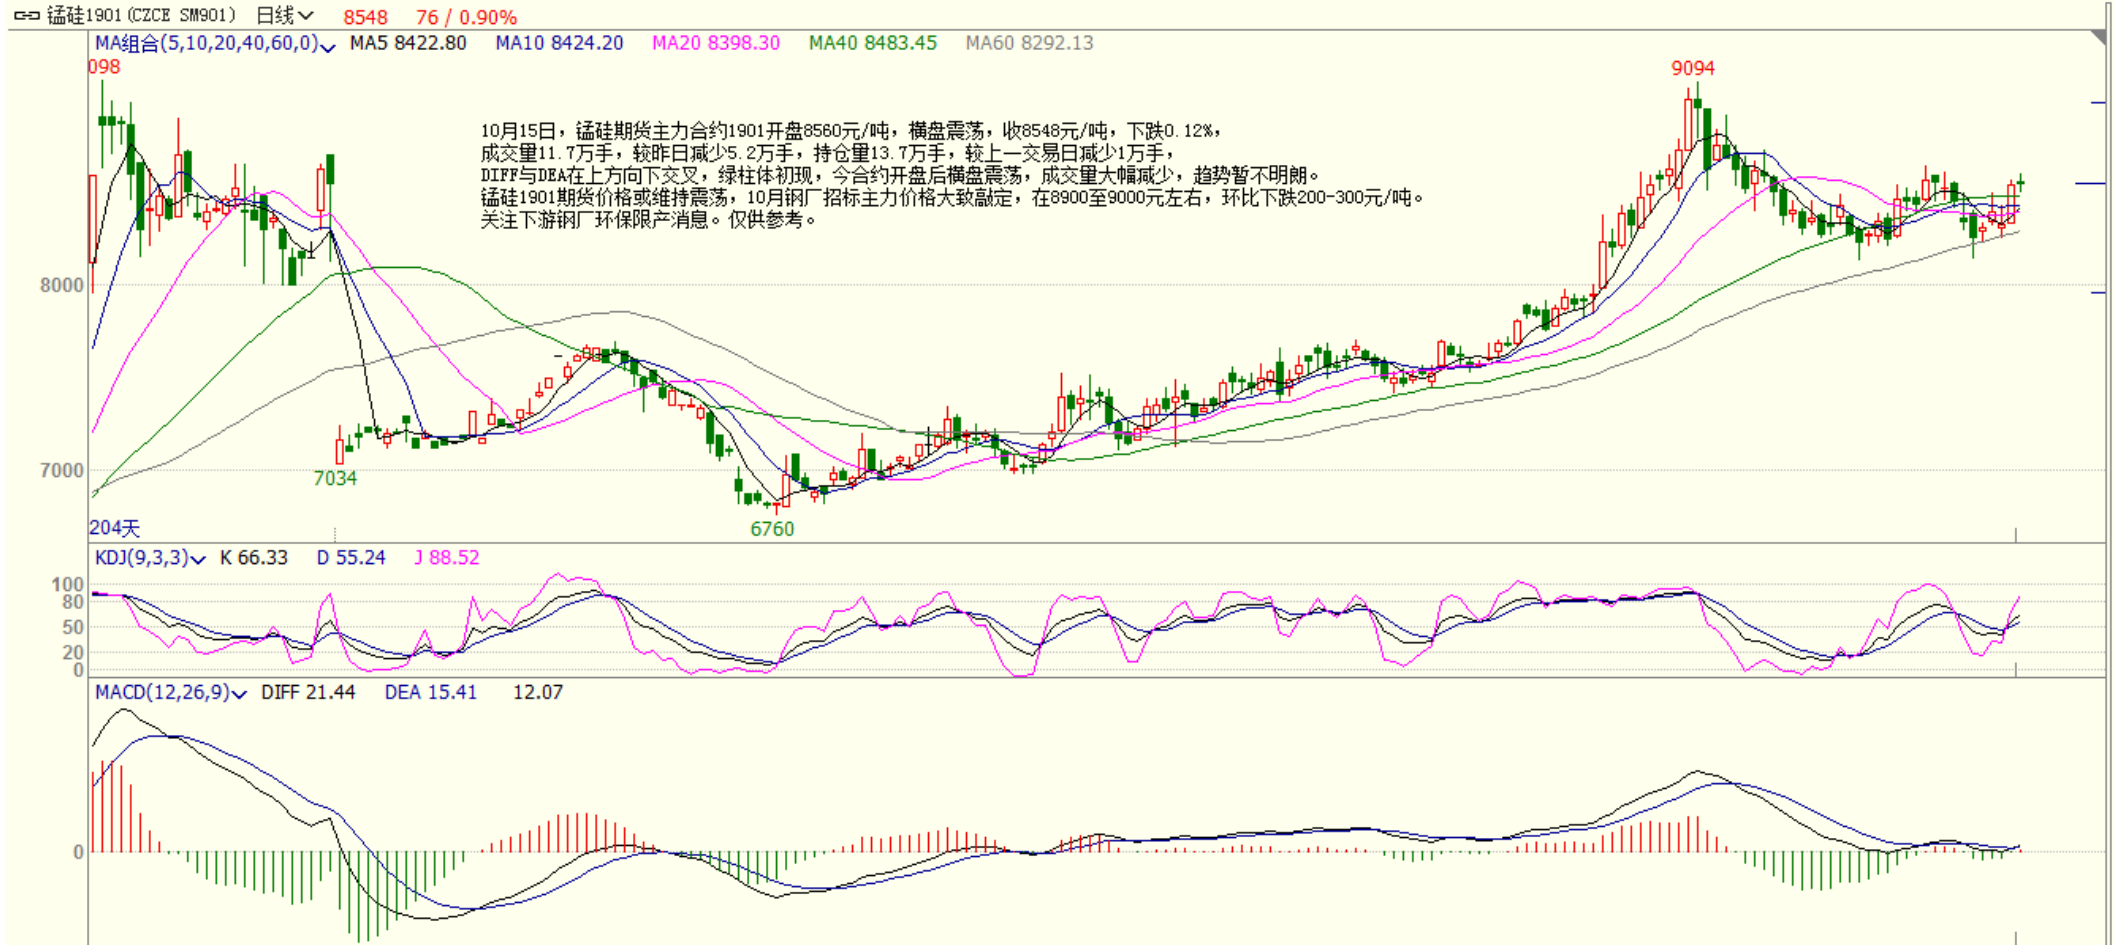 锰硅1901(CZCE SM901) 日线 8548 76 / 0.90%
MA组合(5,10,20,40,60,0) MA5 8422.80 MA10 8424.20 MA20 8398.30 MA40 8483.45 MA60 8292.13
098
9094
10月15日，锰硅期货主力合约1901开盘8560元/吨，横盘震荡，收8548元/吨，下跌0.12%，
成交量11.7万手，较昨日减少5.2万手，持仓量13.7万手，较上一交易日减少1万手，
DIFF与DEA在上方向下交叉，绿柱体初现，今合约开盘后横盘震荡，成交量大幅减少，趋势暂不明朗。
锰硅1901期货价格或维持震荡，10月钢厂招标主力价格大致敲定，在8900至9000元左右，环比下跌200-300元/吨。
关注下游钢厂环保限产消息。仅供参考。
8000
7000
7034
6760
204天
KDJ(9,3,3) K 66.33 D 55.24 J 88.52
100
80
50
20
0
MACD(12,26,9) DIFF 21.44 DEA 15.41 12.07
0